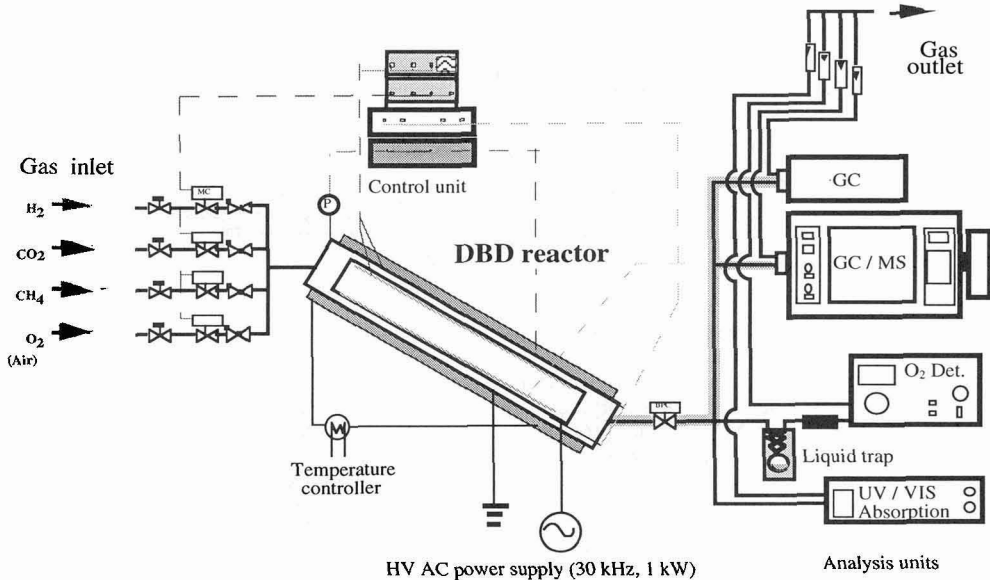 Gas outlet
Control unit
Gas inlet
MC
H2
P
CO2
CH4
O2
(Air)
DBD reactor
GC
GC / MS
O2 Det.
Liquid trap
Temperature
controller
UV / VIS
Absorption
HV AC power supply (30 kHz, 1 kW)
Analysis units